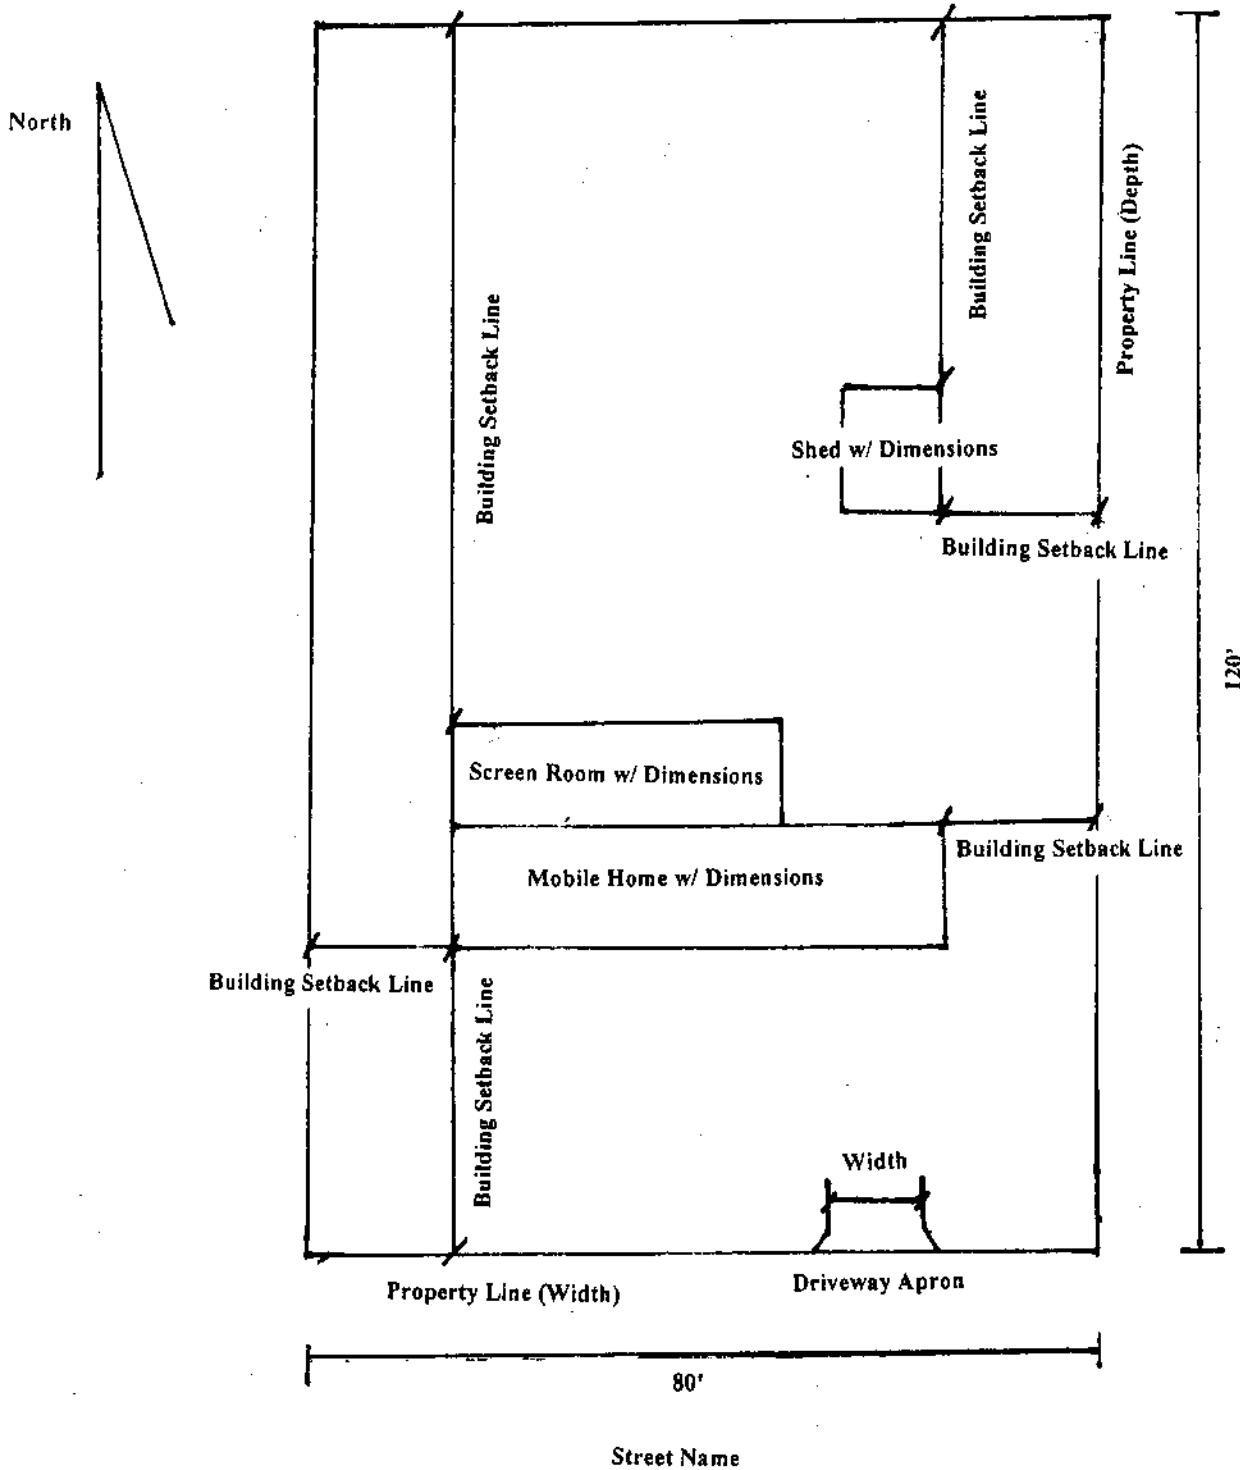 North
Building Setback Line
Property Line (Depth)
Building Setback Line
Shed w/ Dimensions
Building Setback Line
120'
Screen Room w/ Dimensions
Building Setback Line
Mobile Home w/ Dimensions
Building Setback Line
Building Setback Line
Width
Property Line (Width)
Driveway Apron
80'
Street Name